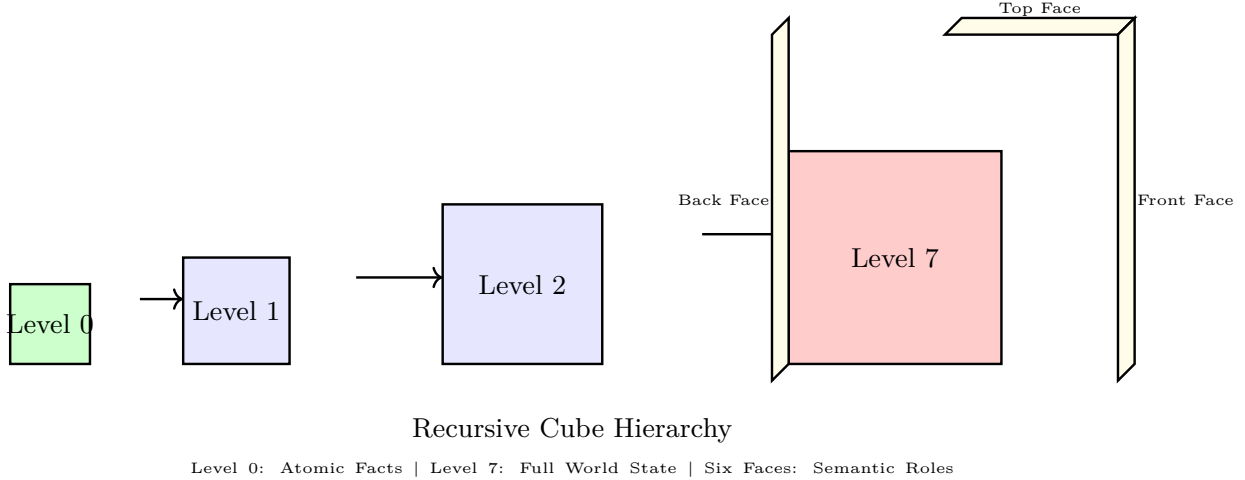 Top Face
Back Face
Front Face
Level 0
Level 1
Level 2
Level 7
Recursive Cube Hierarchy
Level 0: Atomic Facts | Level 7: Full World State | Six Faces: Semantic Roles